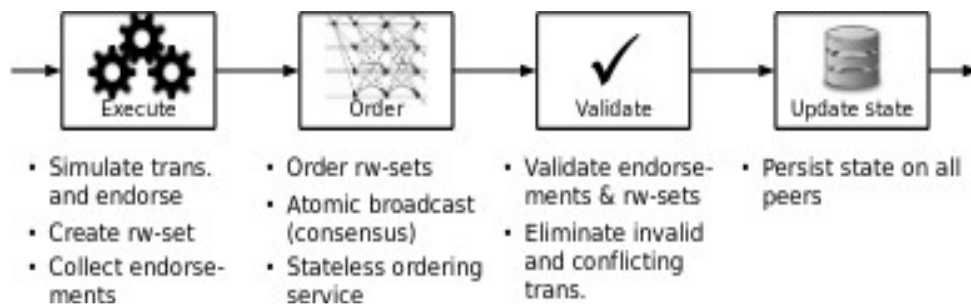 Execute
Order
Validate
Update state
• Simulate trans.
and endorse
• Create rw-set
• Collect endorse-
ments
• Order rw-sets
• Atomic broadcast
(consensus)
• Stateless ordering
service
• Validate endorse-
ments & rw-sets
• Eliminate invalid
and conflicting
trans.
• Persist state on all
peers